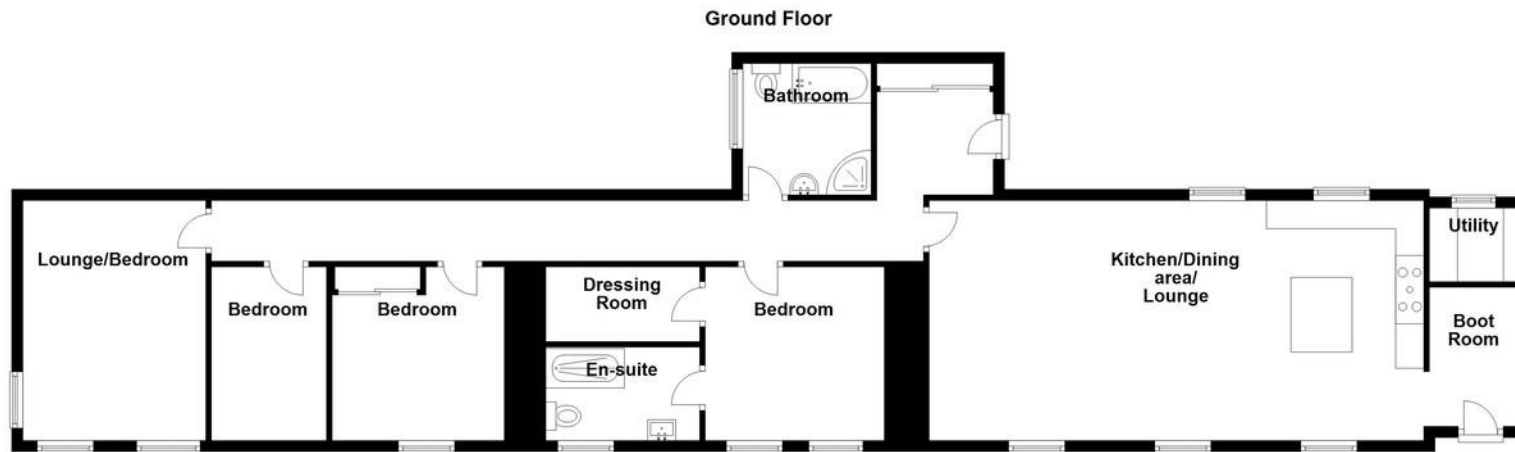 Ground Floor
Bathroom
Lounge/Bedroom
Bedroom
Bedroom
Dressing
Room
En-suite
Bedroom
Kitchen/Dining
area/
Lounge
Utility
Boot
Room